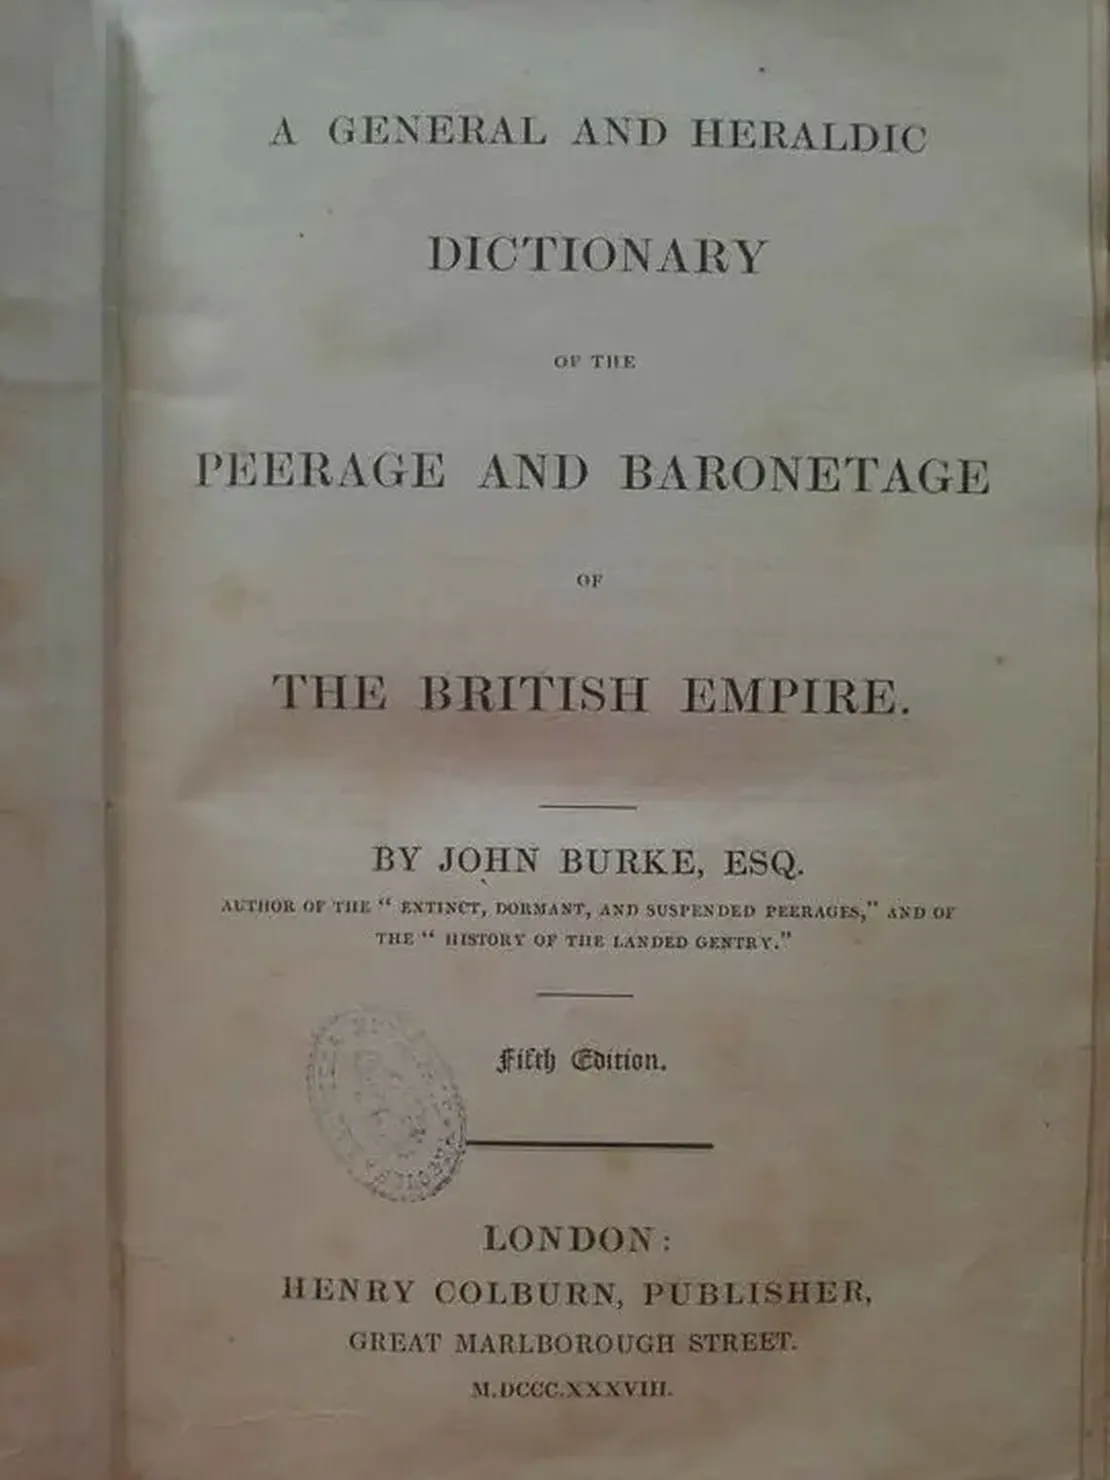 A GENERAL AND HERALDIC
DICTIONARY
OF THE
PEERAGE AND BARONETAGE
OF
THE BRITISH EMPIRE.
BY JOHN BURKE, ESQ.
AUTHOR OF THE “ EXTINCT, DORMANT, AND SUSPENDED PEERAGES,” AND OF
THE “ HISTORY OF THE LANDED GENTRY.”
Fifth Edition.
LONDON:
HENRY COLBURN, PUBLISHER,
GREAT MARLBOROUGH STREET.
M.DCCC.XXXVIII.